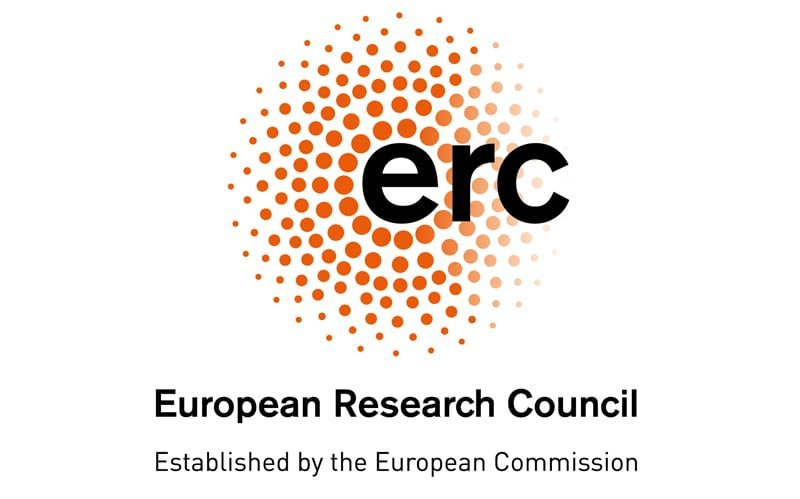 erc
European Research Council
Established by the European Commission